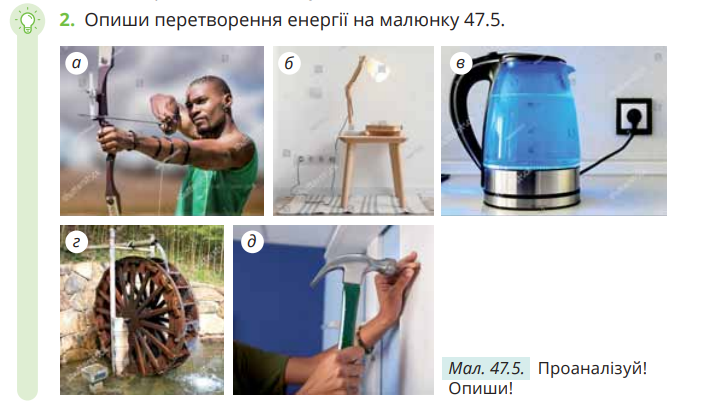 2. Опиши перетворення енергії на малюнку 47.5.
а
б
в
г
д
Мал. 47.5. Проаналізуй!
Опиши!